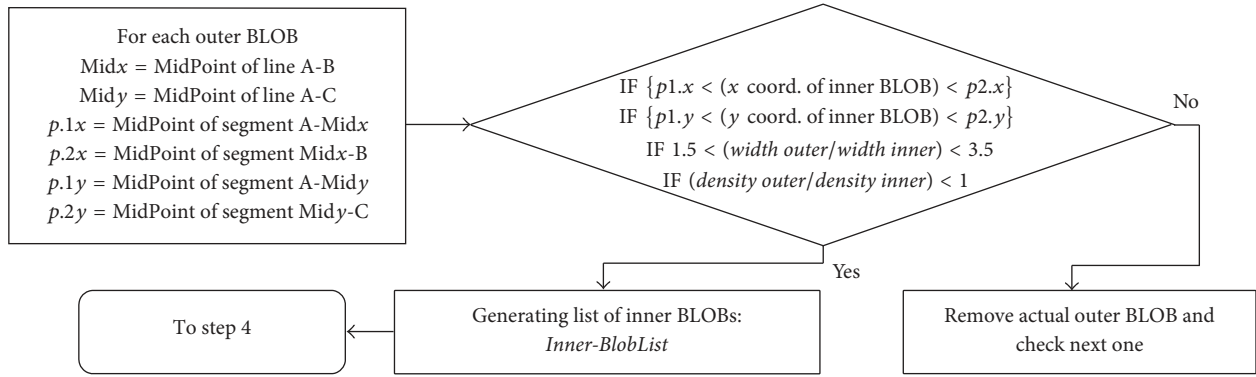 For each outer BLOB
Midx = MidPoint of line A-B
Midy = MidPoint of line A-C
p.1x = MidPoint of segment A-Midx
p.2x = MidPoint of segment Midx-B
p.1y = MidPoint of segment A-Midy
p.2y = MidPoint of segment Midy-C
IF {p1.x < (x coord. of inner BLOB) < p2.x}
IF {p1.y < (y coord. of inner BLOB) < p2.y}
IF 1.5 < (width outer/width inner) < 3.5
IF (density outer/density inner) < 1
No
Yes
To step 4
Generating list of inner BLOBs:
Inner-BlobList
Remove actual outer BLOB and
check next one